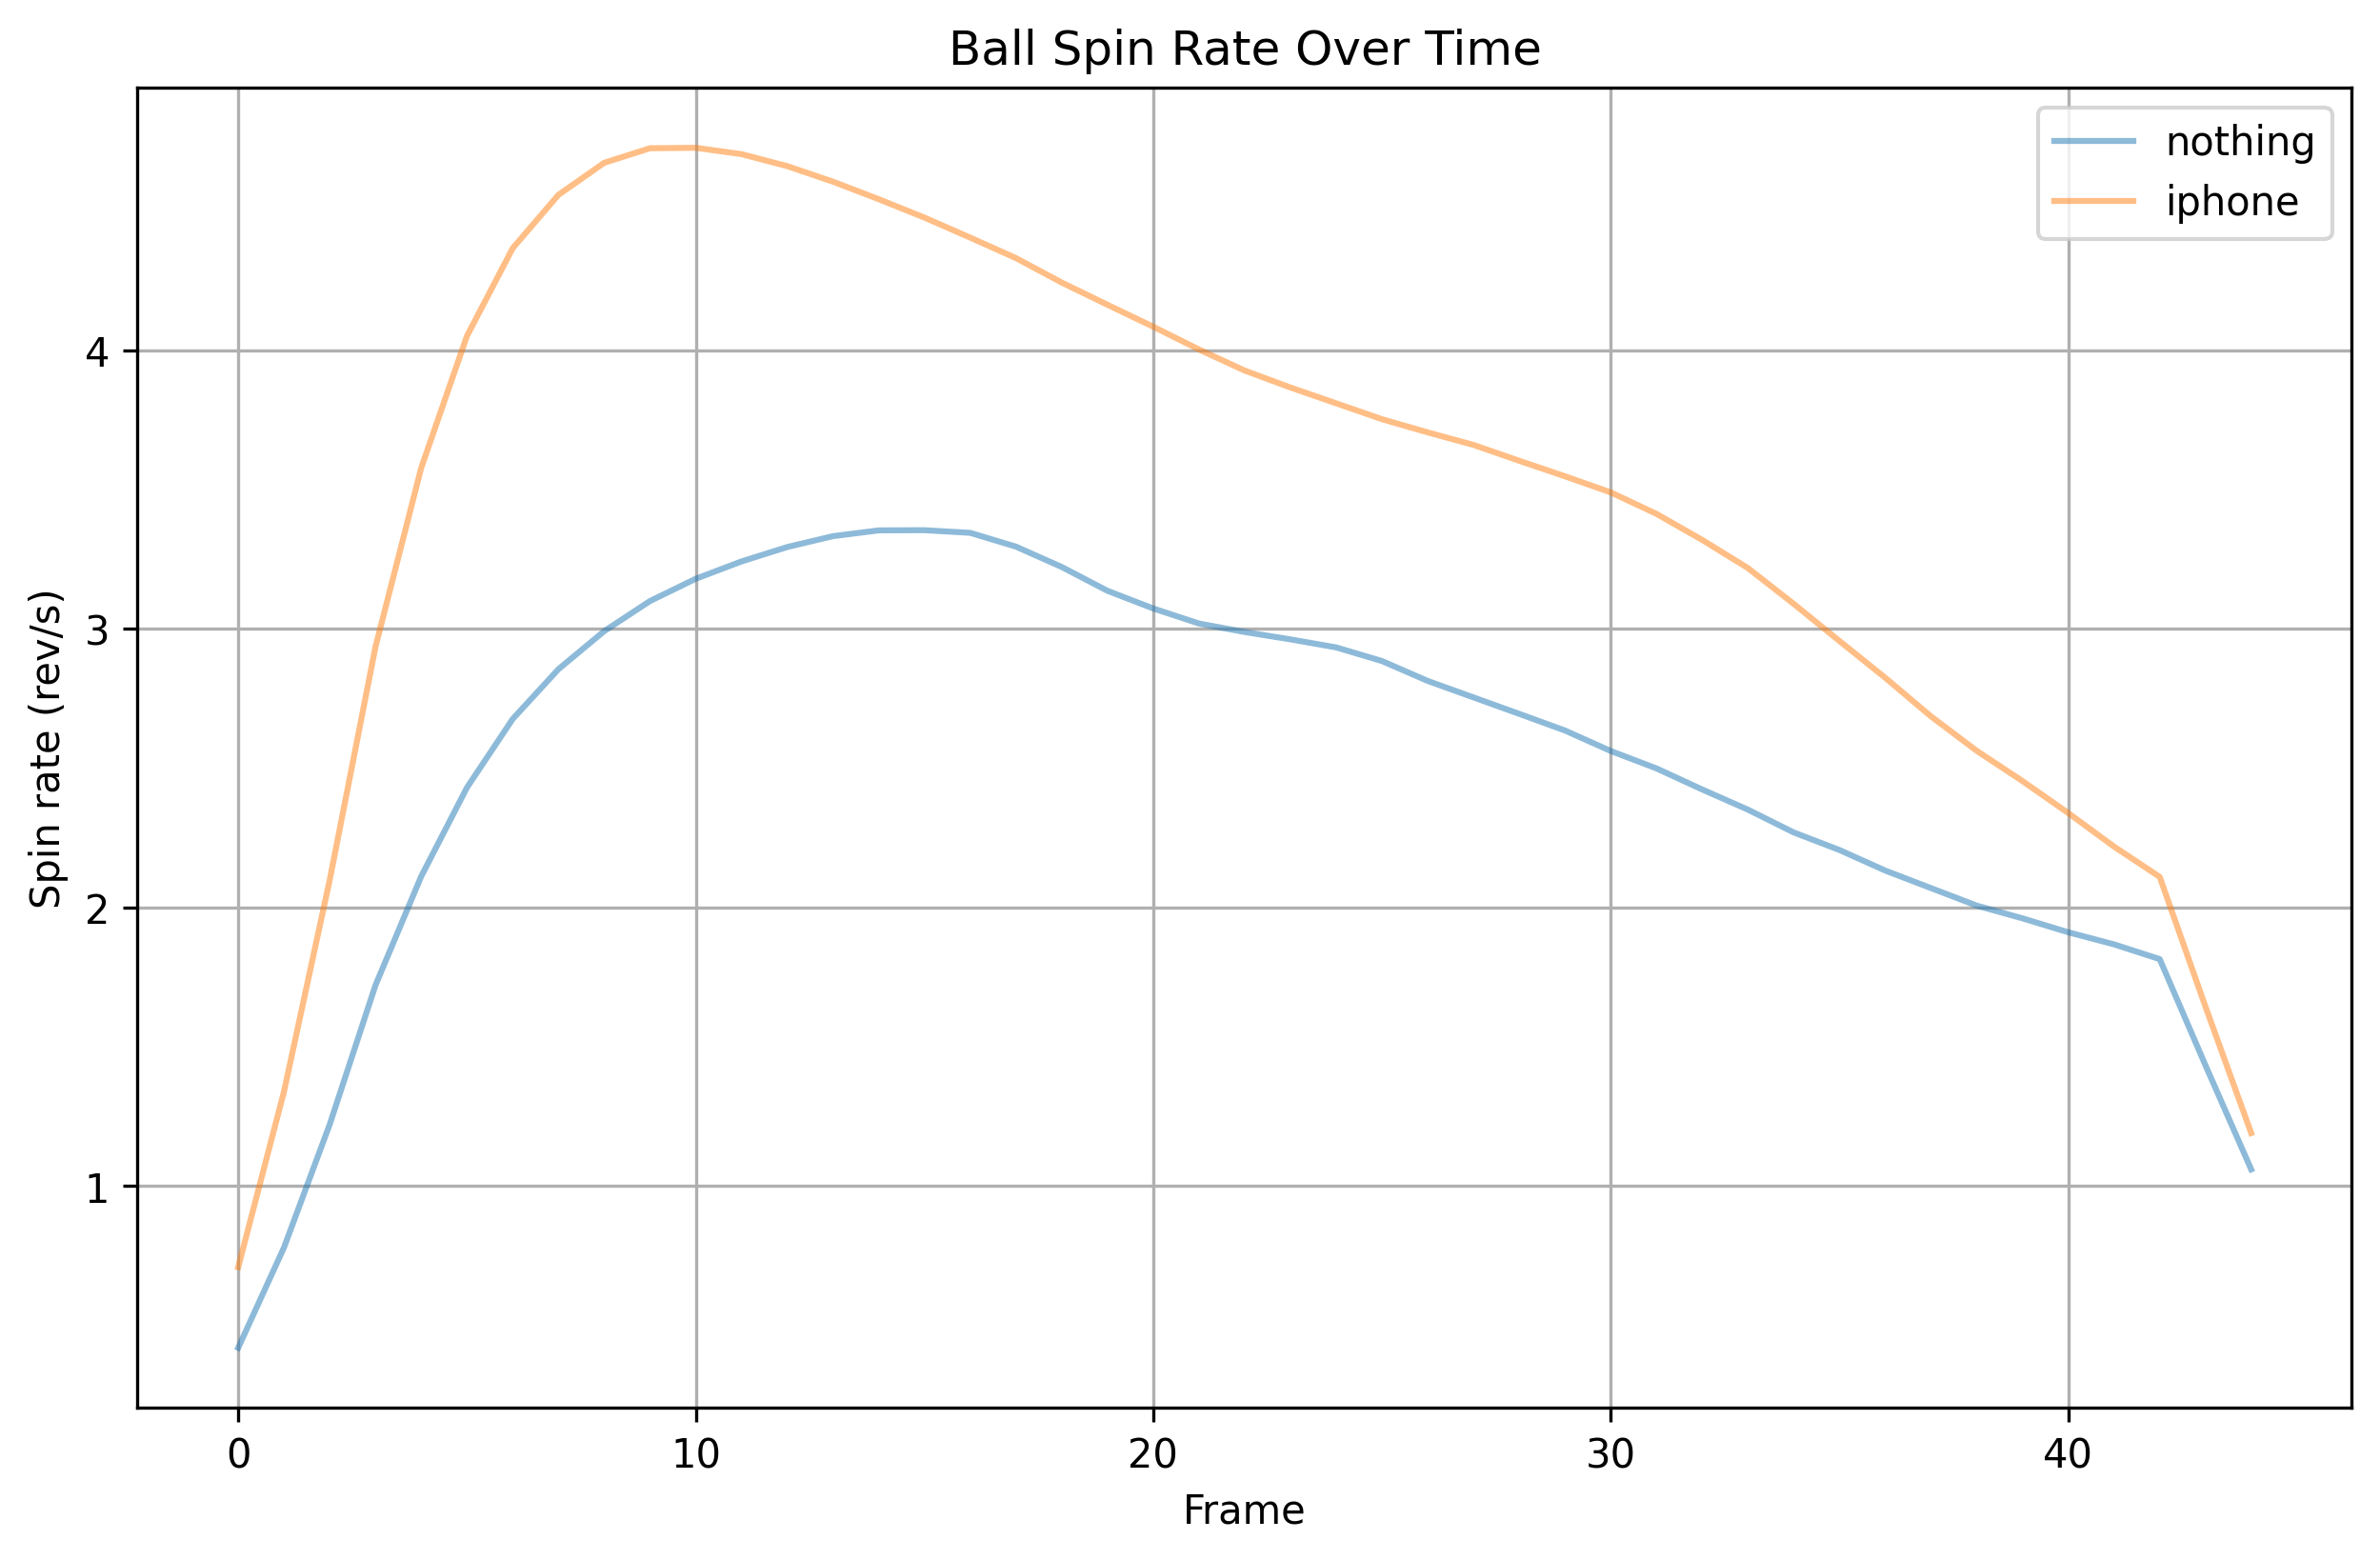 Ball Spin Rate Over Time
nothing
iphone
Spin rate (rev/s)
4
3
2
1
0 10 20 30 40
Frame